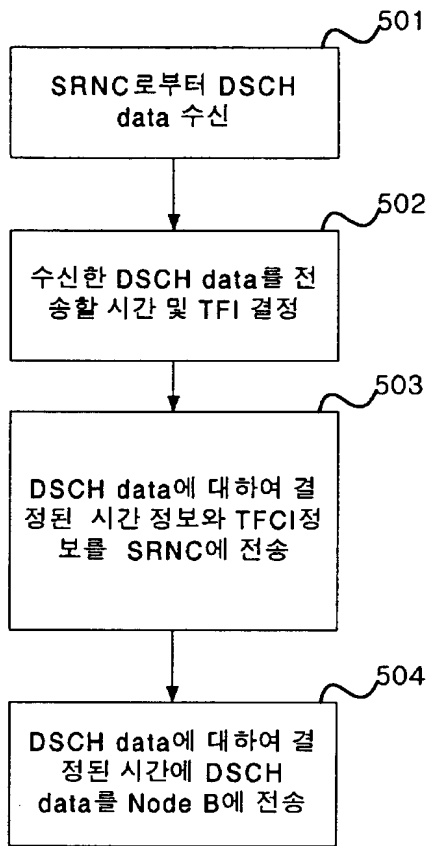 501
SRNC로부터 DSCH
data 수신
502
수신한 DSCH data를 전
송할 시간 및 TFI 결정
503
DSCH data에 대하여 결
정된 시간 정보와 TFCI정
보를 SRNC에 전송
504
DSCH data에 대하여 결
정된 시간에 DSCH
data를 Node B에 전송